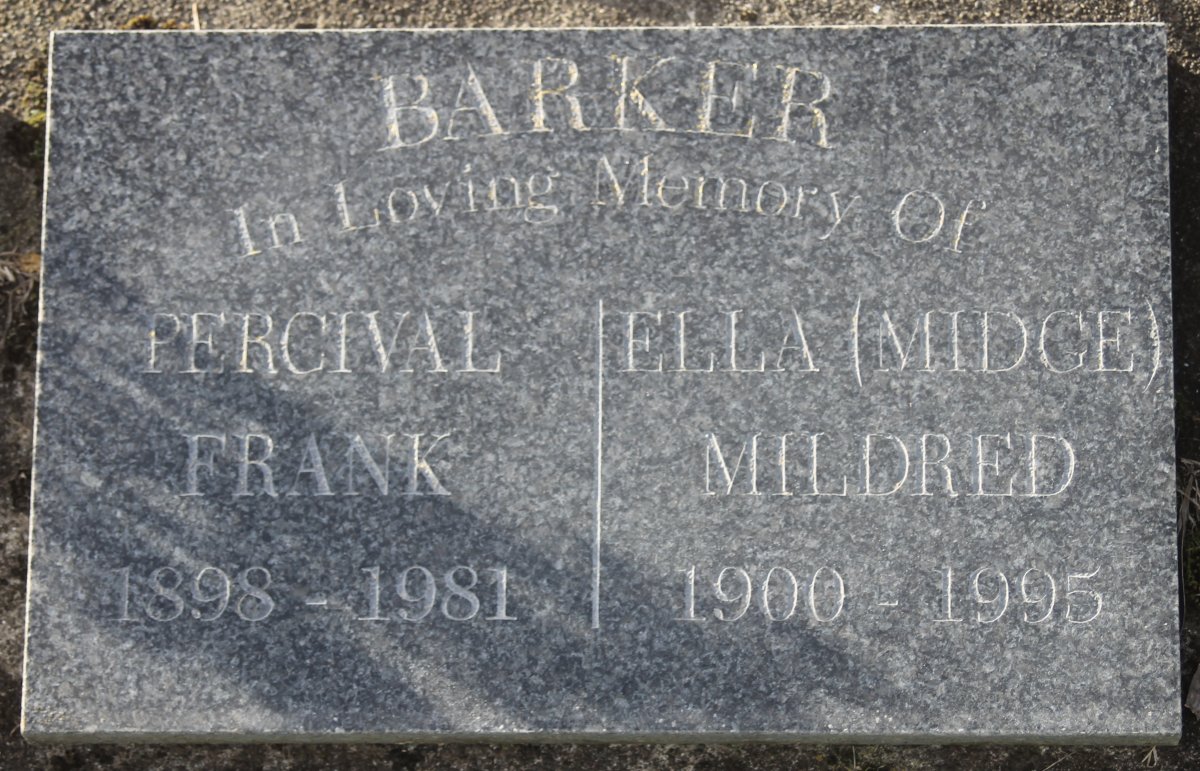 BARKER
In Loving Memory Of
PERCIVAL
FRANK
1898 - 1981
ELLA (MIDGE)
MILDRED
1900 - 1995